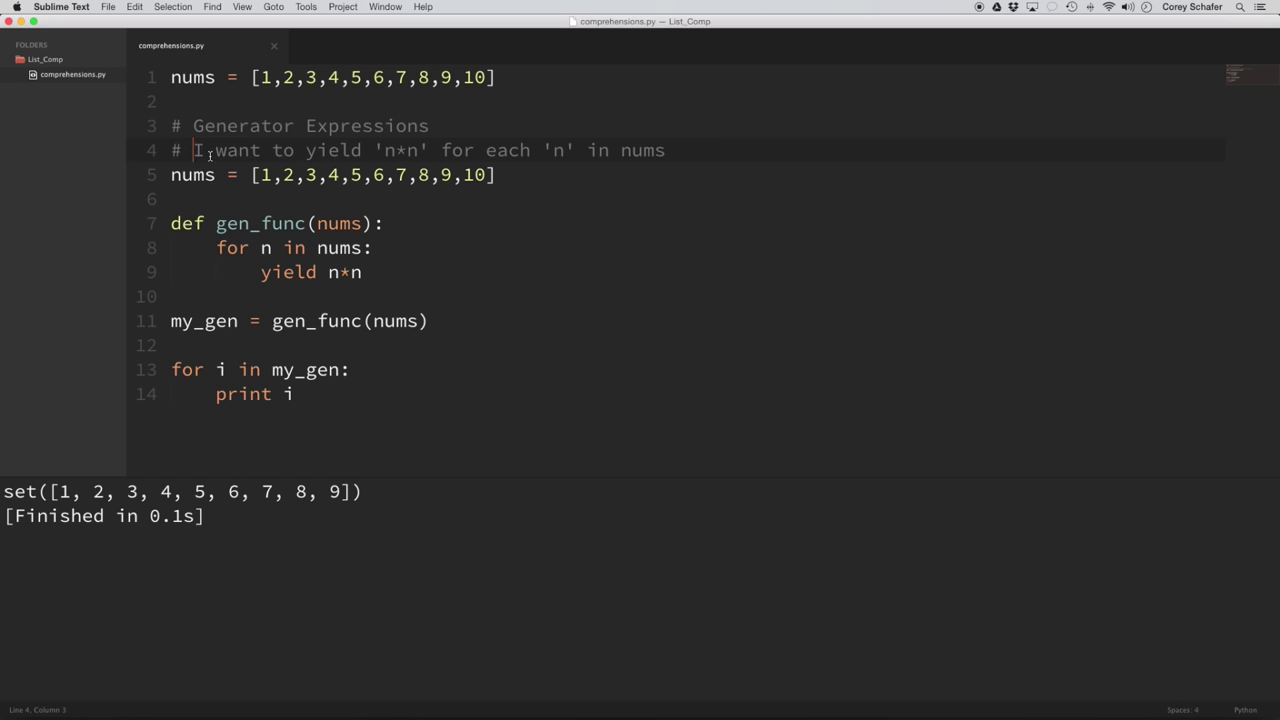 Sublime Text File Edit Selection Find View Goto Tools Project Window Help Corey Schafer
comprehensions.py — List_Comp
FOLDERS
List_Comp
comprehensions.py
comprehensions.py
1 nums = [1,2,3,4,5,6,7,8,9,10]
2
3 # Generator Expressions
4 # I want to yield 'n*n' for each 'n' in nums
5 nums = [1,2,3,4,5,6,7,8,9,10]
6
7 def gen_func(nums):
8 for n in nums:
9 yield n*n
10
11 my_gen = gen_func(nums)
12
13 for i in my_gen:
14 print i
set([1, 2, 3, 4, 5, 6, 7, 8, 9])
[Finished in 0.1s]
Line 4, Column 3 Spaces: 4 Python